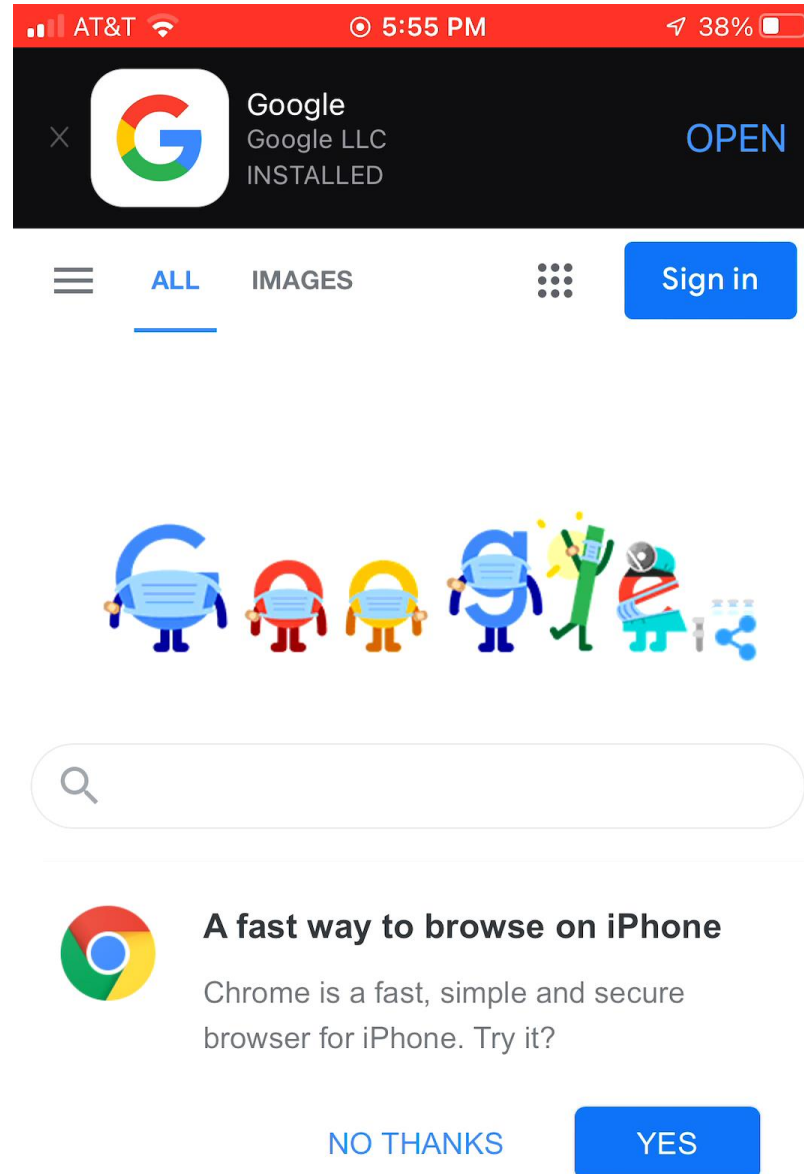 AT&T 5:55 PM 38%
Google
Google LLC
INSTALLED
OPEN
ALL IMAGES Sign in
Google
A fast way to browse on iPhone
Chrome is a fast, simple and secure
browser for iPhone. Try it?
NO THANKS YES